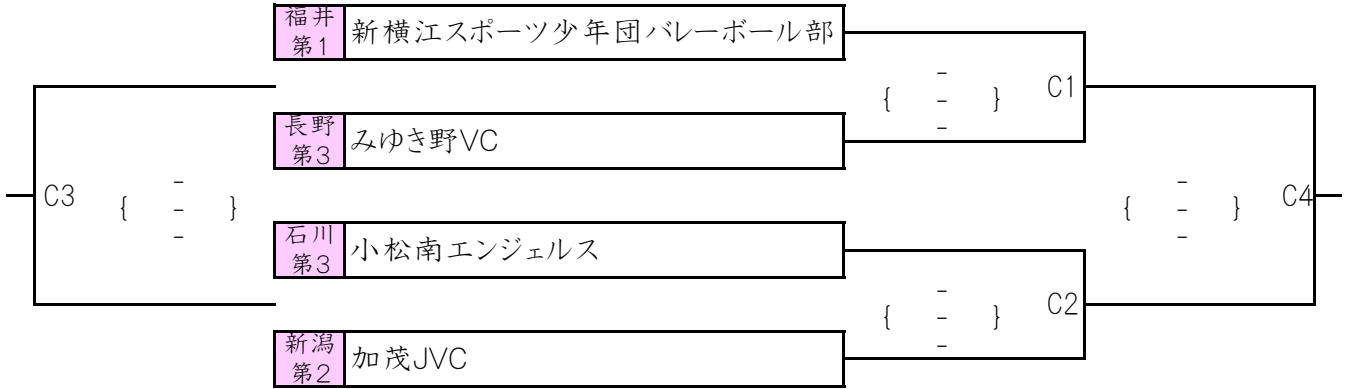 福井
第1
新横江スポーツ少年団バレーボール部
-
{ - } C1
-
長野
第3
みゆき野VC
-
C3 { - }
-
-
{ - } C4
-
石川
第3
小松南エンジェルス
-
{ - } C2
-
新潟
第2
加茂JVC